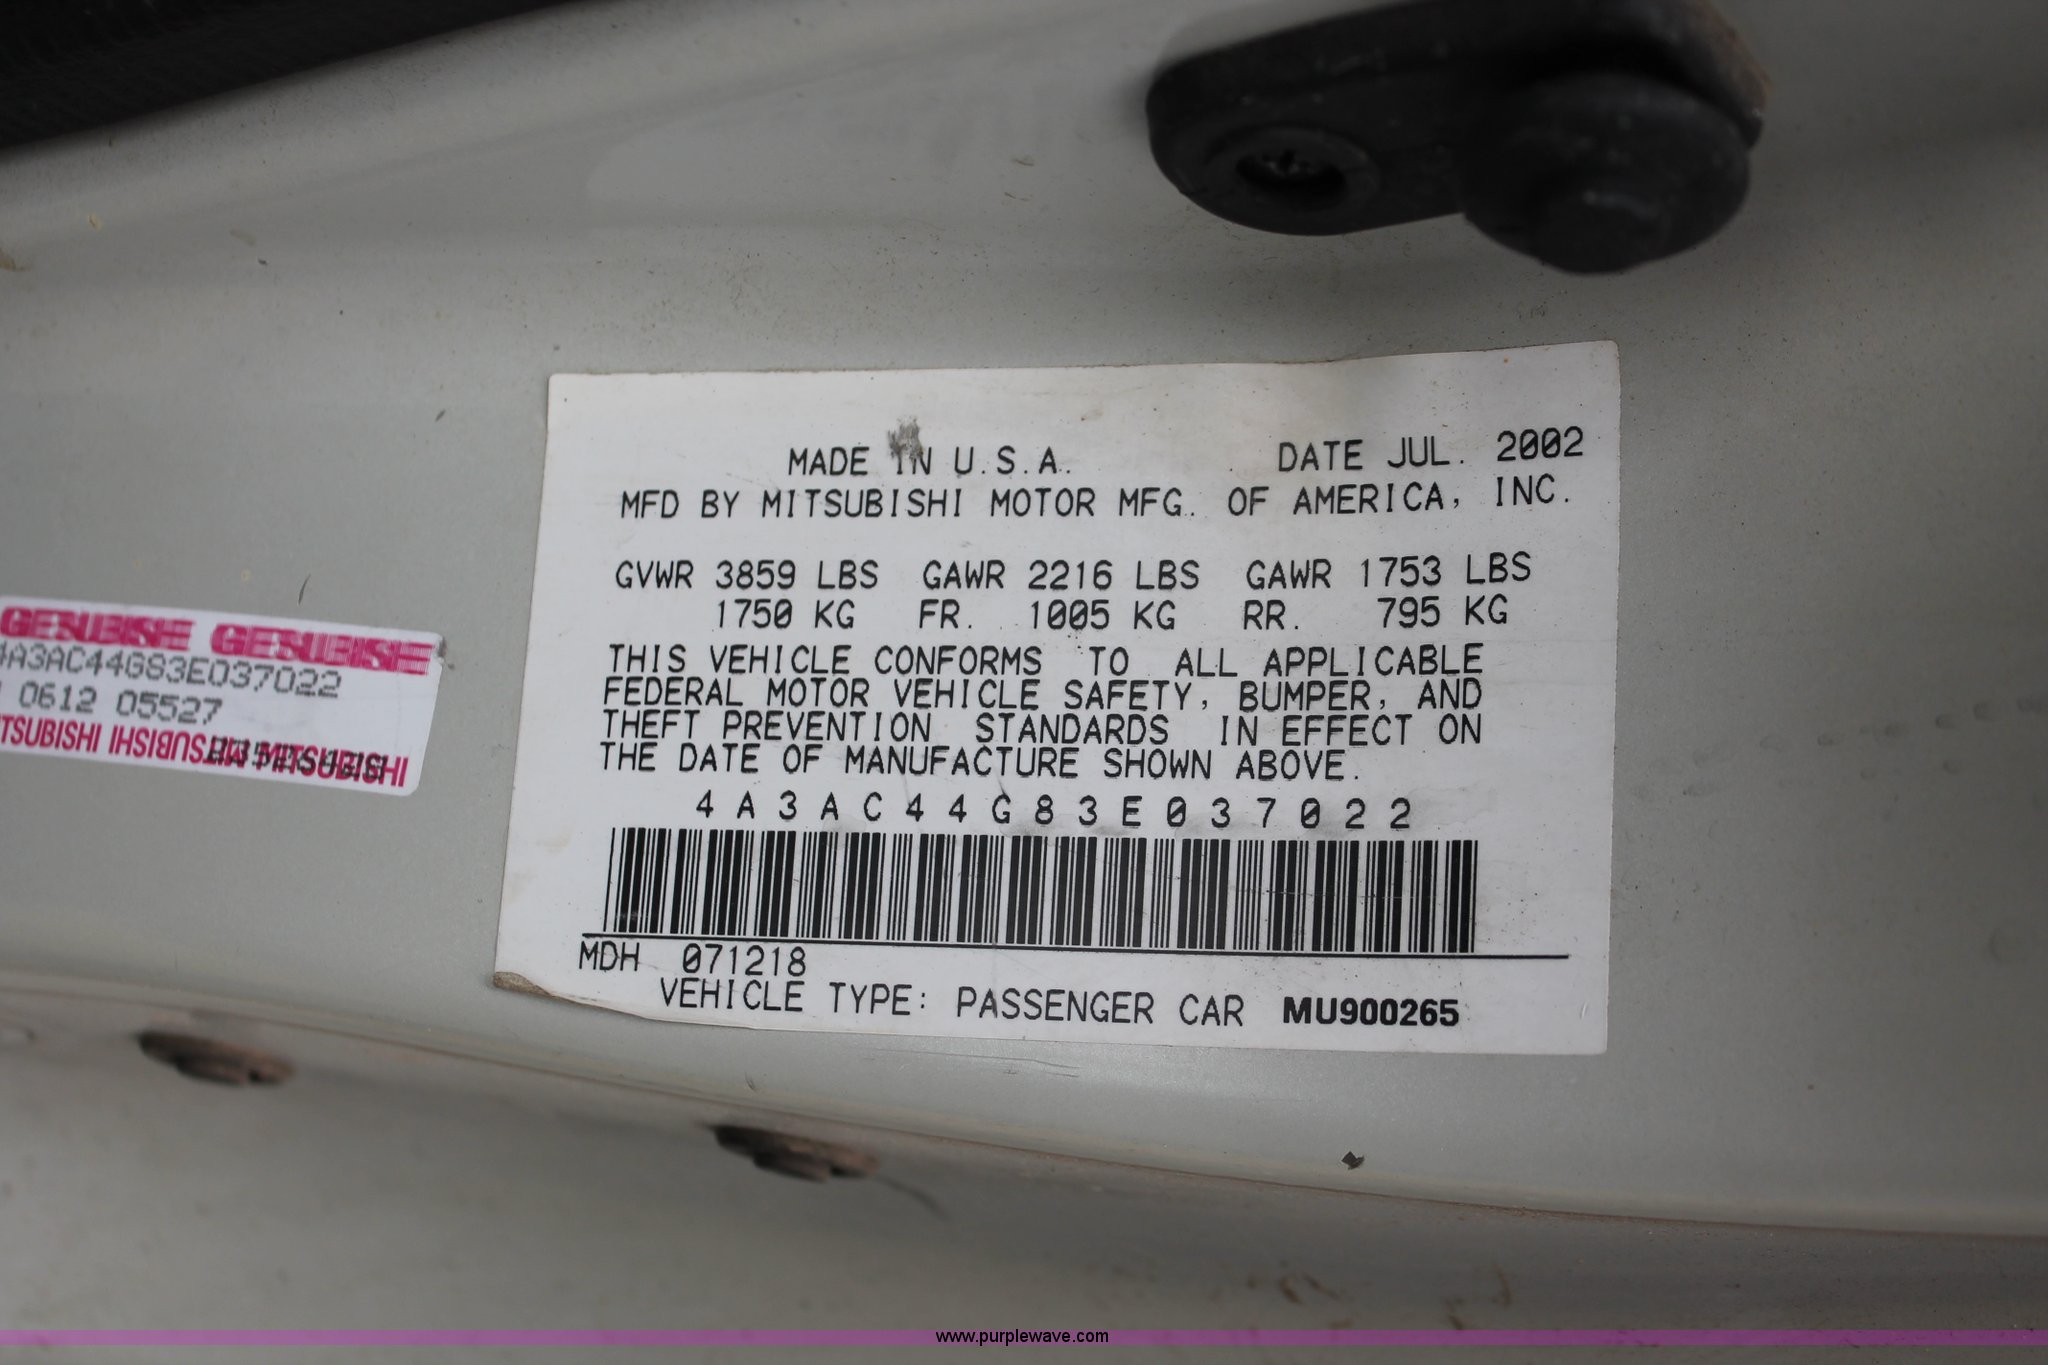 MADE IN U.S.A. DATE JUL. 2002
MFD BY MITSUBISHI MOTOR MFG. OF AMERICA, INC.
GVWR 3859 LBS GAWR 2216 LBS GAWR 1753 LBS
1750 KG FR. 1005 KG RR. 795 KG
THIS VEHICLE CONFORMS TO ALL APPLICABLE
FEDERAL MOTOR VEHICLE SAFETY, BUMPER, AND
THEFT PREVENTION STANDARDS IN EFFECT ON
THE DATE OF MANUFACTURE SHOWN ABOVE.
4A3AC44G83E037022
MDH 071218
VEHICLE TYPE: PASSENGER CAR MU900265
4A3AC44G83E037022
0612 05527
MITSUBISHI
www.purplewave.com